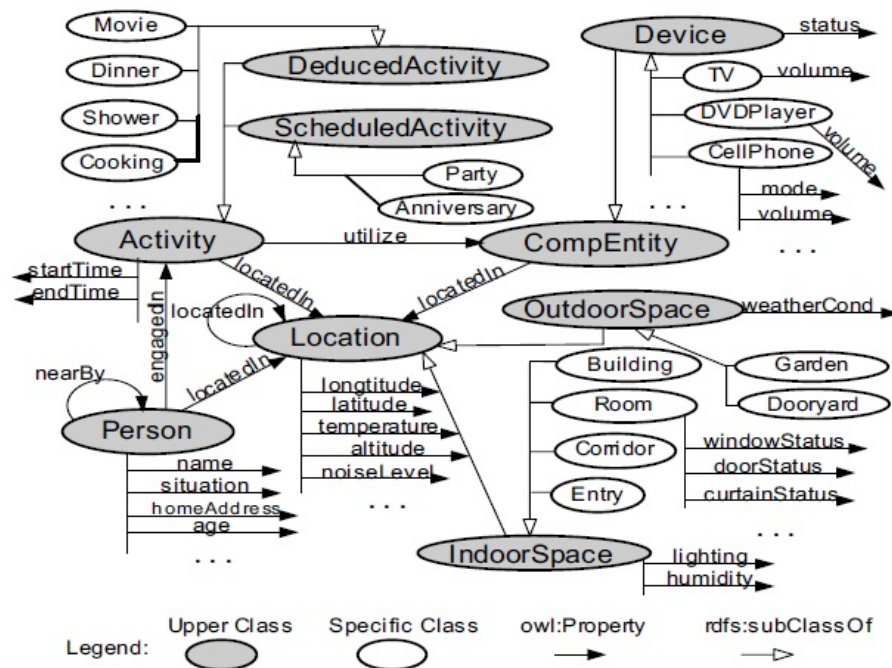 Movie
Dinner
Shower
Cooking
. . .
DeducedActivity
ScheduledActivity
Party
Anniversary
Device
status
TV
volume
DVDPlayer
volume
CellPhone
mode
volume
. . .
. . .
Activity
utilize
CompEntity
startTime
endTime
engagedIn
locatedIn
locatedIn
locatedIn
locatedIn
Location
OutdoorSpace
weatherCond
Garden
Dooryard
nearBy
Person
name
situation
homeAddress
age
. . .
longtitude
latitude
temperature
altitude
noiseLevel
. . .
Building
Room
Corridor
Entry
windowStatus
doorStatus
curtainStatus
. . .
IndoorSpace
lighting
humidity
Legend:
Upper Class
Specific Class
owl:Property
rdfs:subClassOf